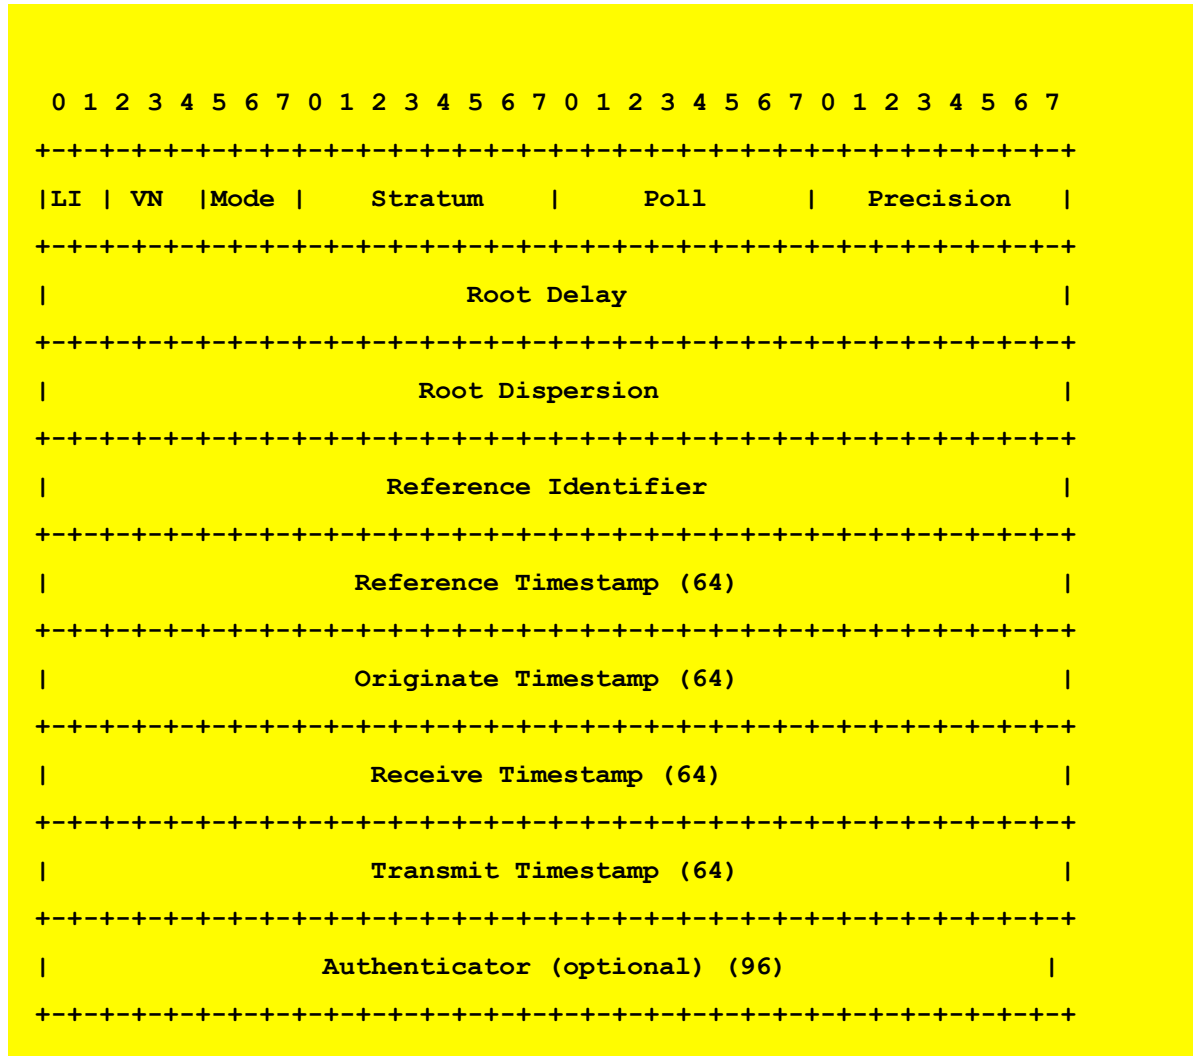 0 1 2 3 4 5 6 7 0 1 2 3 4 5 6 7 0 1 2 3 4 5 6 7 0 1 2 3 4 5 6 7
+-+-+-+-+-+-+-+-+-+-+-+-+-+-+-+-+-+-+-+-+-+-+-+-+-+-+-+-+-+-+-+-+
|LI | VN  |Mode |    Stratum    |     Poll      |   Precision   |
+-+-+-+-+-+-+-+-+-+-+-+-+-+-+-+-+-+-+-+-+-+-+-+-+-+-+-+-+-+-+-+-+
|                          Root Delay                           |
+-+-+-+-+-+-+-+-+-+-+-+-+-+-+-+-+-+-+-+-+-+-+-+-+-+-+-+-+-+-+-+-+
|                       Root Dispersion                         |
+-+-+-+-+-+-+-+-+-+-+-+-+-+-+-+-+-+-+-+-+-+-+-+-+-+-+-+-+-+-+-+-+
|                     Reference Identifier                      |
+-+-+-+-+-+-+-+-+-+-+-+-+-+-+-+-+-+-+-+-+-+-+-+-+-+-+-+-+-+-+-+-+
|                   Reference Timestamp (64)                    |
+-+-+-+-+-+-+-+-+-+-+-+-+-+-+-+-+-+-+-+-+-+-+-+-+-+-+-+-+-+-+-+-+
|                   Originate Timestamp (64)                    |
+-+-+-+-+-+-+-+-+-+-+-+-+-+-+-+-+-+-+-+-+-+-+-+-+-+-+-+-+-+-+-+-+
|                    Receive Timestamp (64)                     |
+-+-+-+-+-+-+-+-+-+-+-+-+-+-+-+-+-+-+-+-+-+-+-+-+-+-+-+-+-+-+-+-+
|                    Transmit Timestamp (64)                    |
+-+-+-+-+-+-+-+-+-+-+-+-+-+-+-+-+-+-+-+-+-+-+-+-+-+-+-+-+-+-+-+-+
|                 Authenticator (optional) (96)                |
+-+-+-+-+-+-+-+-+-+-+-+-+-+-+-+-+-+-+-+-+-+-+-+-+-+-+-+-+-+-+-+-+